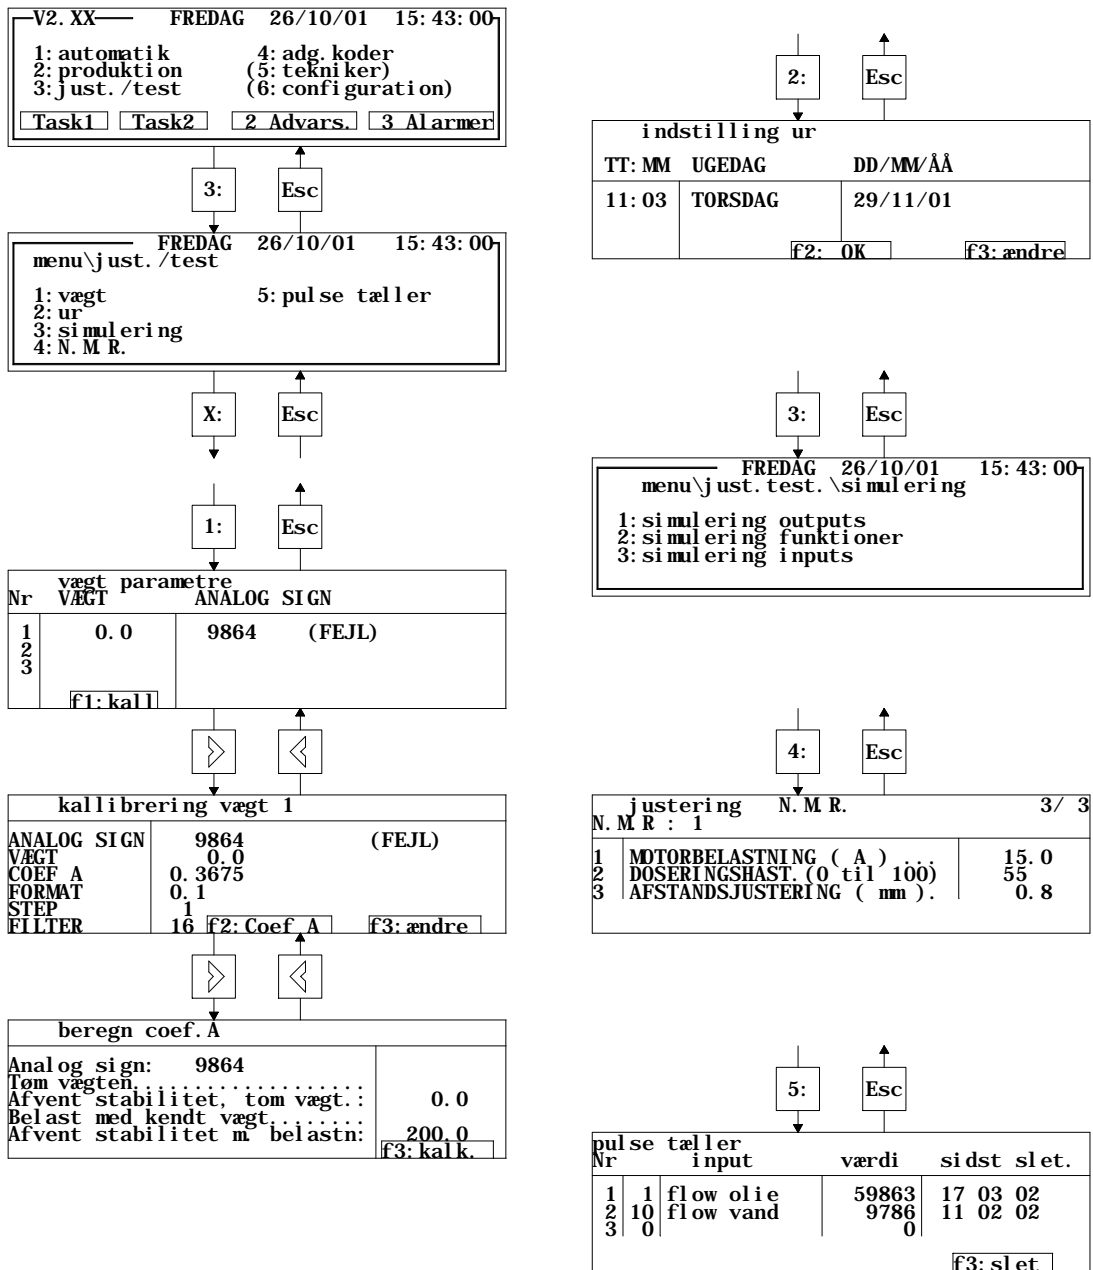 V2.XX FREDAG 26/10/01 15:43:00
1:automatik 4:adg.koder
2:produktion (5:tekniker)
3:just./test (6:configuration)
Task1 Task2 2 Advars. 3 Alarmer
3: Esc
FREDAG 26/10/01 15:43:00
menu\just./test
1:vægt 5:pulse tæller
2:ur
3:simulering
4:N.M.R.
X: Esc
1: Esc
vægt parametre
Nr VÆGT ANALOG SIGN
1 0.0 9864 (FEJL)
2
3
f1:kall
kallibrering vægt 1
ANALOG SIGN 9864 (FEJL)
VÆGT 0.0
COEF A 0.3675
FORMAT 0.1
STEP 1
FILTER 16 f2:Coef A f3:ændre
beregn coef.A
Analog sign: 9864
Tøm vægten...................
Afvent stabilitet, tom vægt.: 0.0
Belast med kendt vægt........
Afvent stabilitet m. belastn: 200.0
f3:kalk.
2: Esc
indstilling ur
TT:MM UGEDAG DD/MM/ÅÅ
11:03 TORSDAG 29/11/01
f2: OK f3:ændre
3: Esc
FREDAG 26/10/01 15:43:00
menu\just.test.\simulering
1:simulering outputs
2:simulering funktioner
3:simulering inputs
4: Esc
justering N.M.R. 3/ 3
N.M.R : 1
1 MOTORBELASTNING ( A ) ... 15.0
2 DOSERINGSHAST.(0 til 100) 55
3 AFSTANDSJUSTERING ( mm ). 0.8
5: Esc
pulse tæller
Nr input værdi sidst slet.
1 1 flow olie 59863 17 03 02
2 10 flow vand 9786 11 02 02
3 0 0
f3:slet